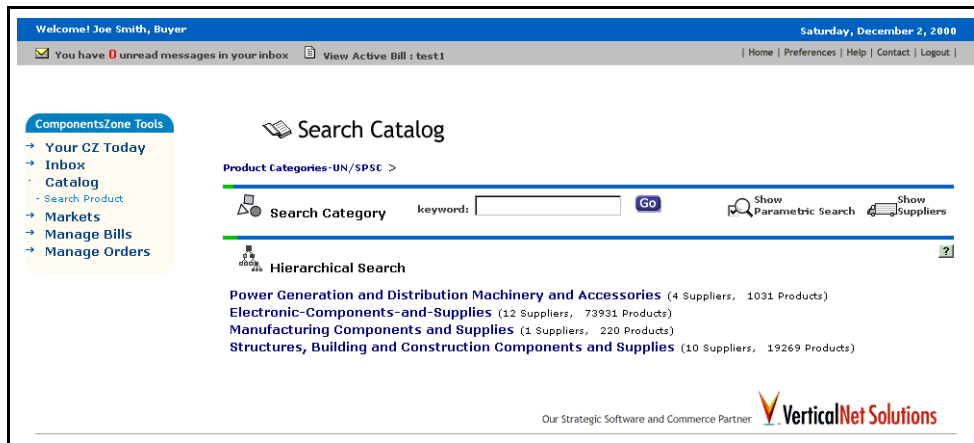 Welcome! Joe Smith, Buyer Saturday, December 2, 2000
You have 0 unread messages in your inbox View Active Bill : test1 | Home | Preferences | Help | Contact | Logout |
ComponentsZone Tools
Your CZ Today
Inbox
Catalog
- Search Product
Markets
Manage Bills
Manage Orders
Search Catalog
Product Categories-UN/SPSC >
Search Category keyword: Go Show Parametric Search Show Suppliers
Hierarchical Search ?
Power Generation and Distribution Machinery and Accessories (4 Suppliers, 1031 Products)
Electronic-Components-and-Supplies (12 Suppliers, 73931 Products)
Manufacturing Components and Supplies (1 Suppliers, 220 Products)
Structures, Building and Construction Components and Supplies (10 Suppliers, 19269 Products)
Our Strategic Software and Commerce Partner VerticalNet Solutions